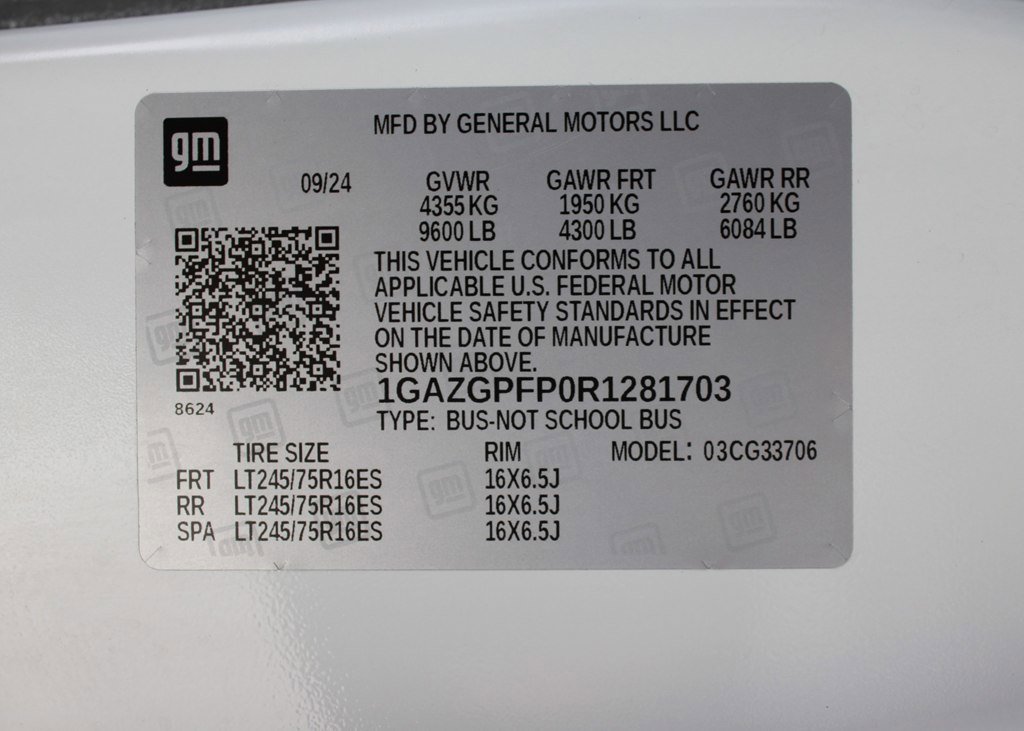 gm
MFD BY GENERAL MOTORS LLC
09/24 GVWR GAWR FRT GAWR RR
4355 KG 1950 KG 2760 KG
9600 LB 4300 LB 6084 LB
THIS VEHICLE CONFORMS TO ALL
APPLICABLE U.S. FEDERAL MOTOR
VEHICLE SAFETY STANDARDS IN EFFECT
ON THE DATE OF MANUFACTURE
SHOWN ABOVE.
1GAZGPFP0R1281703
8624
TYPE: BUS-NOT SCHOOL BUS
TIRE SIZE RIM MODEL: 03CG33706
FRT LT245/75R16ES 16X6.5J
RR LT245/75R16ES 16X6.5J
SPA LT245/75R16ES 16X6.5J